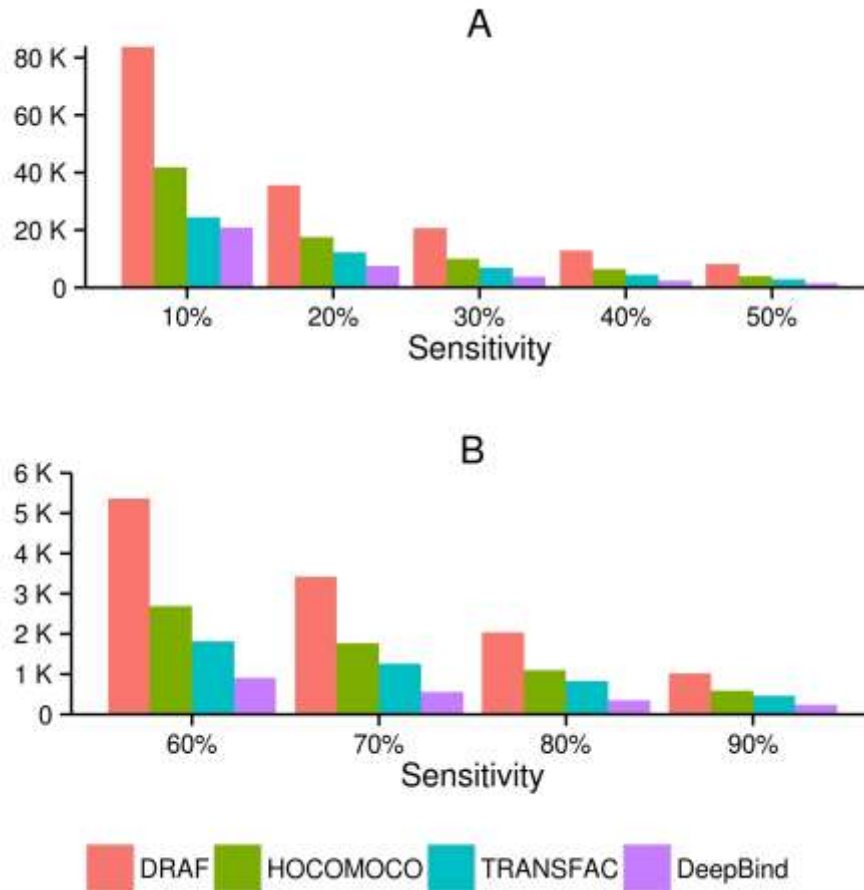 A
80 K
60 K
40 K
20 K
0
10% 20% 30% 40% 50%
Sensitivity
B
6 K
5 K
4 K
3 K
2 K
1 K
0
60% 70% 80% 90%
Sensitivity
DRAF HOCOMOCO TRANSFAC DeepBind